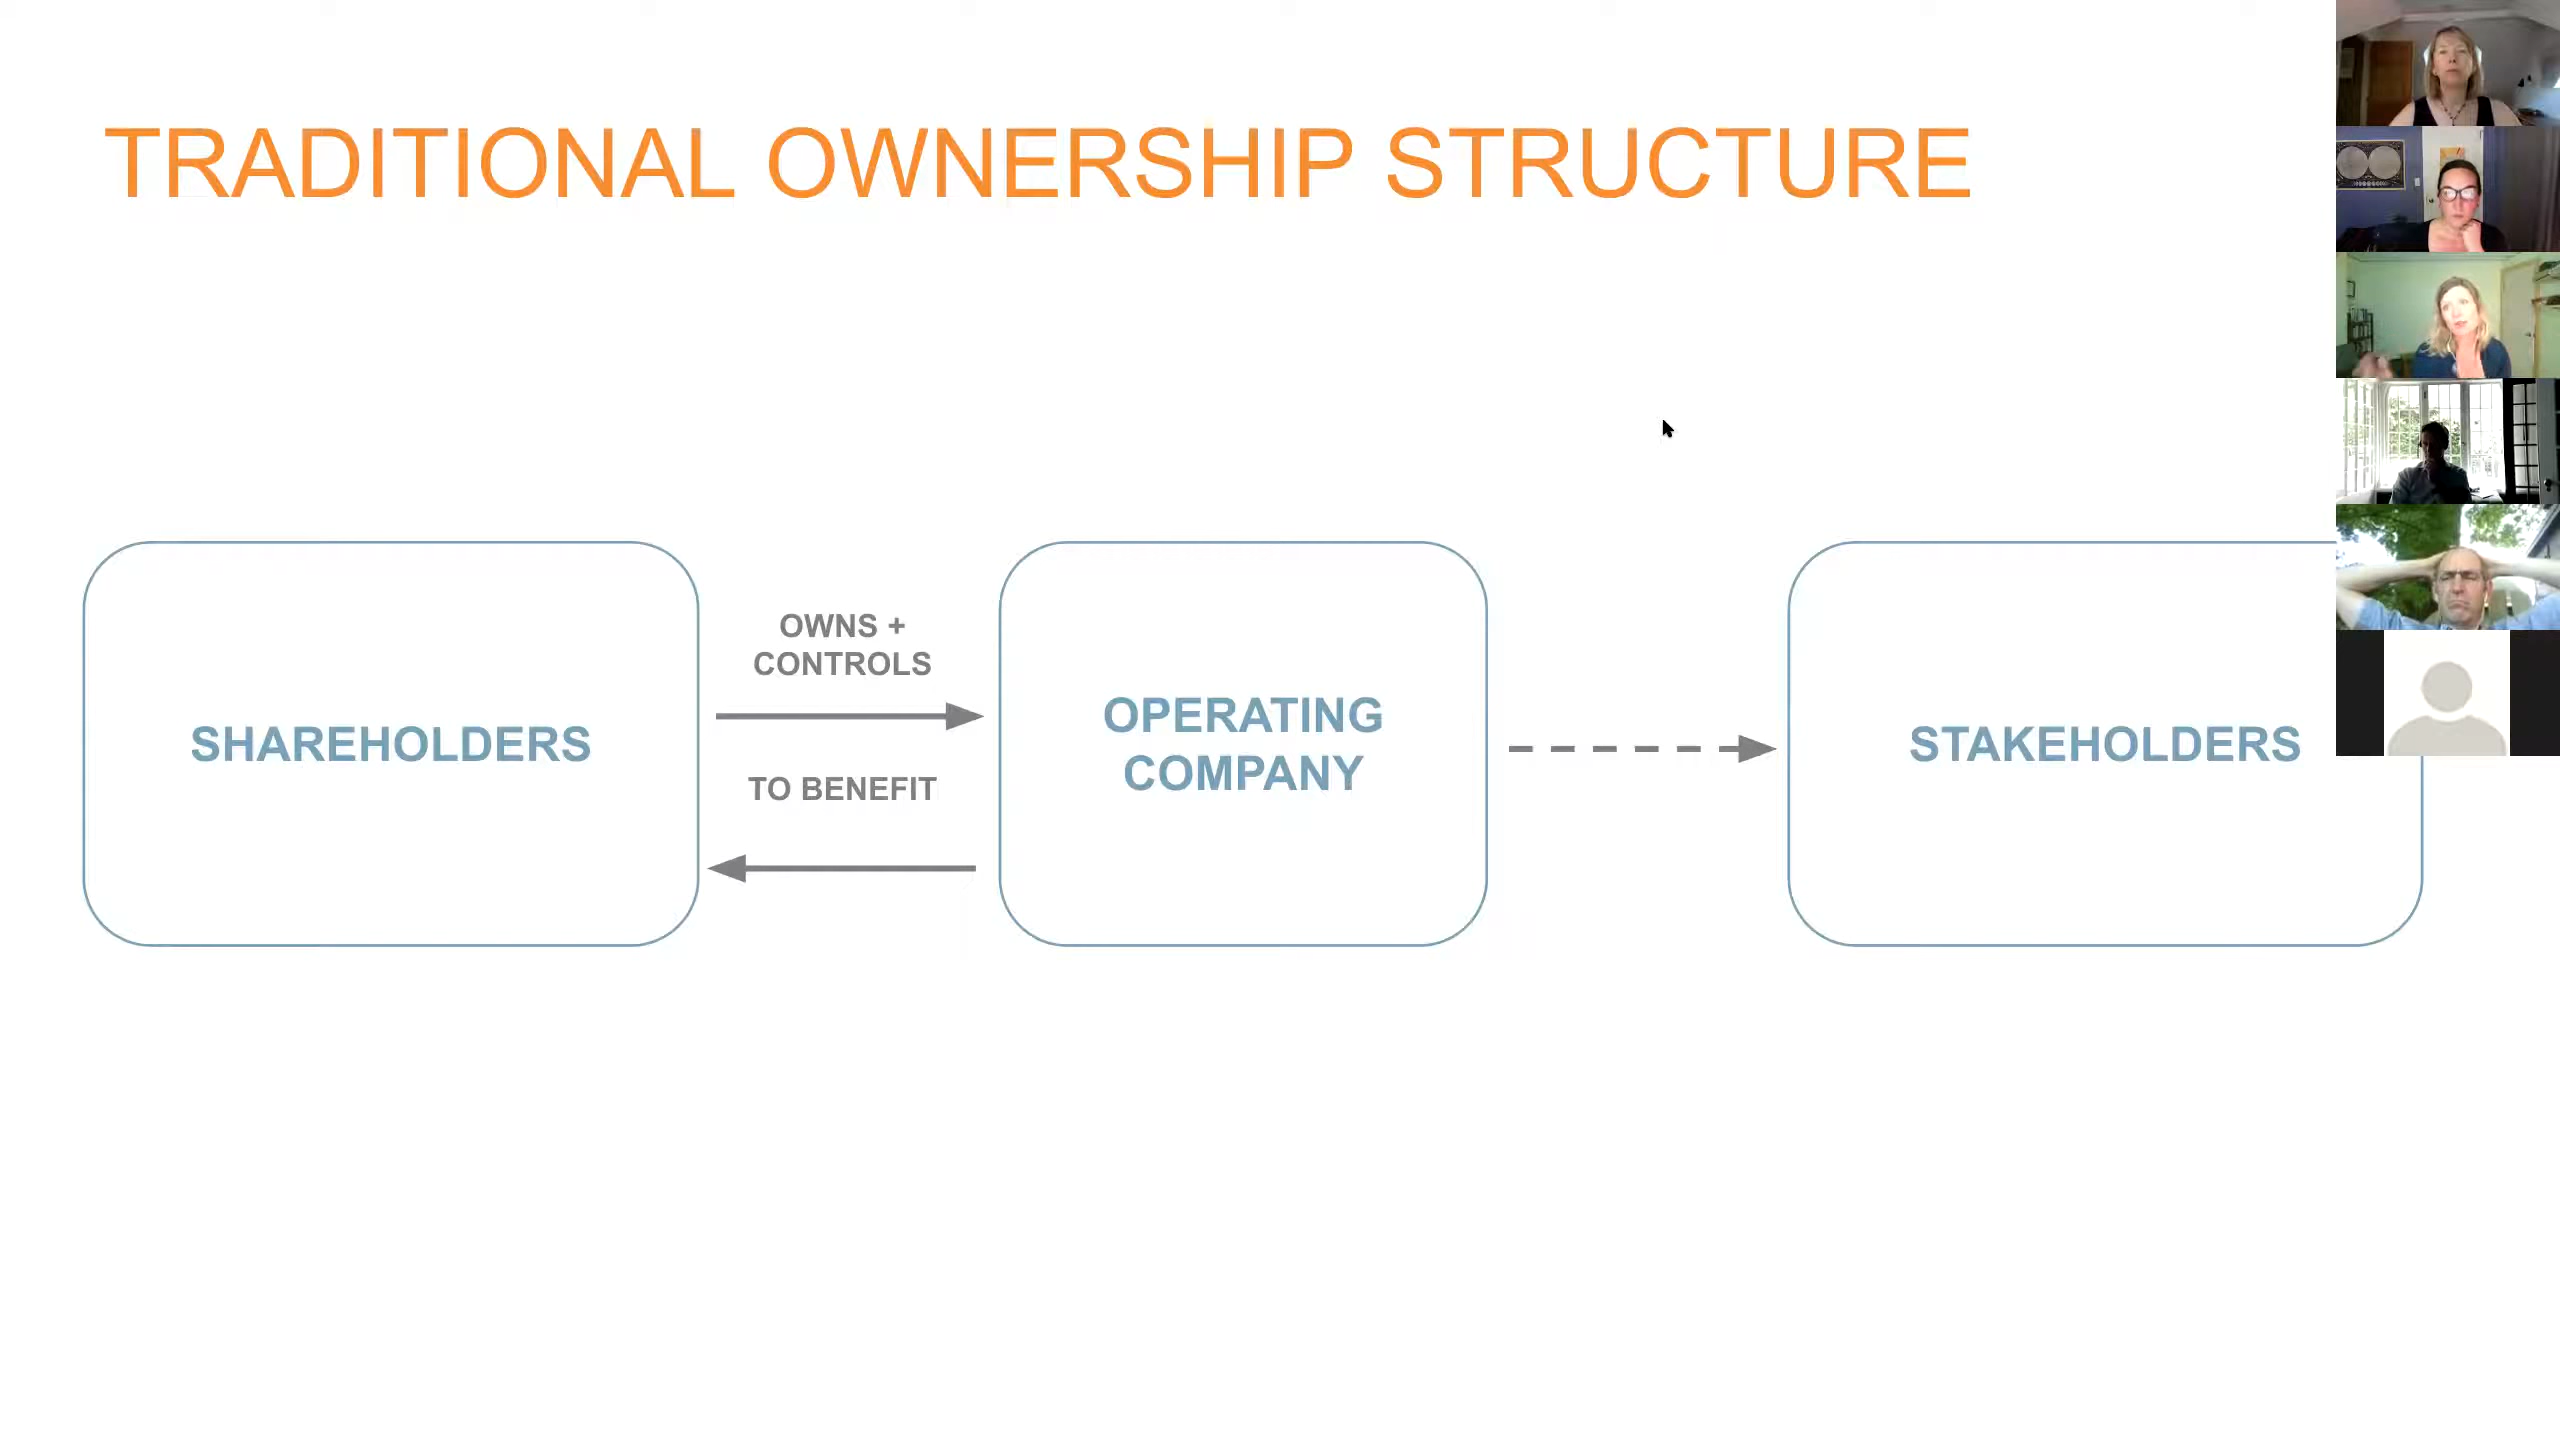 TRADITIONAL OWNERSHIP STRUCTURE
SHAREHOLDERS
OWNS +
CONTROLS
TO BENEFIT
OPERATING
COMPANY
STAKEHOLDERS